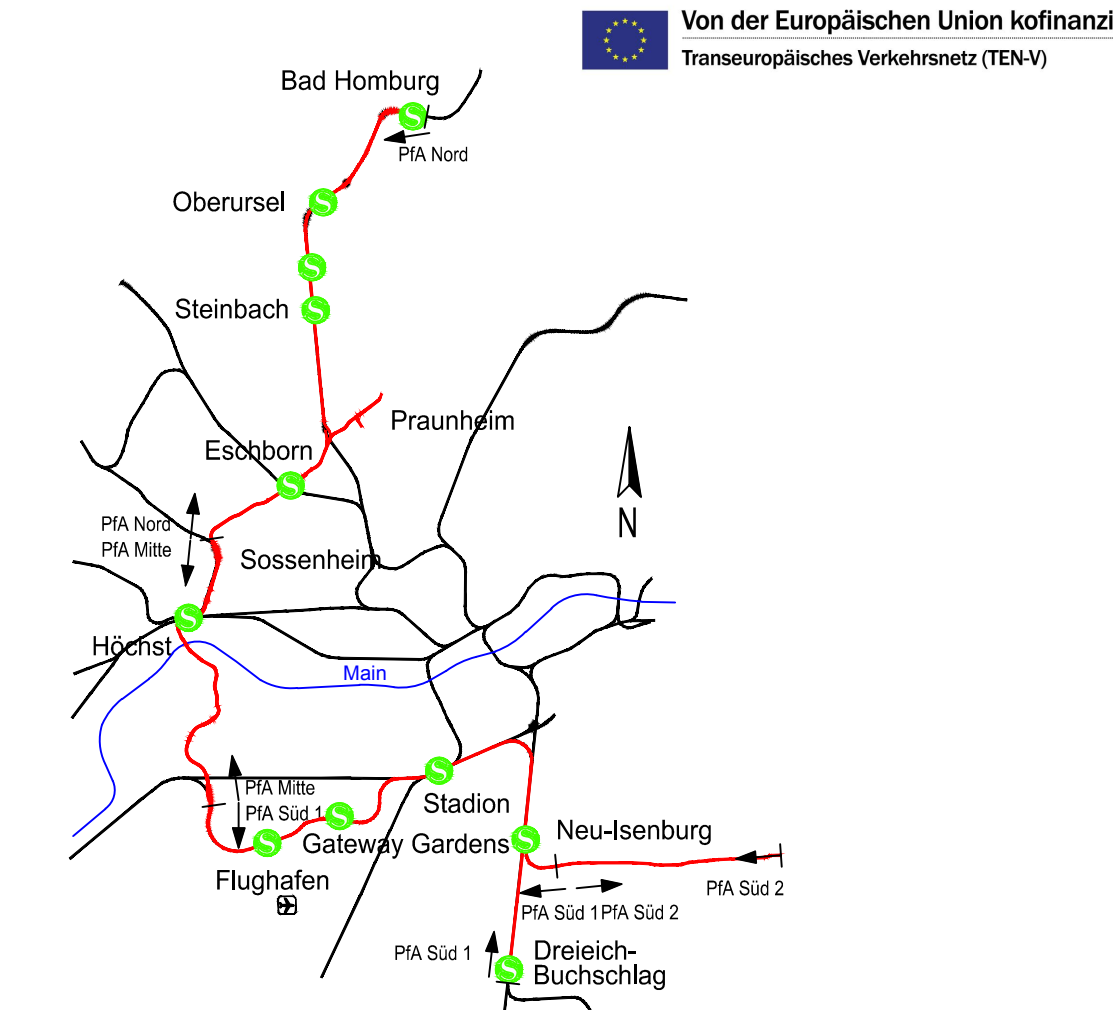 Von der Europäischen Union kofinanzi
Transeuropäisches Verkehrsnetz (TEN-V)
Bad Homburg
PfA Nord
Oberursel
Steinbach
Praunheim
Eschborn
PfA Nord
PfA Mitte
Sossenheim
N
Höchst
Main
PfA Mitte
PfA Süd 1
Stadion
Gateway Gardens
Neu-Isenburg
Flughafen
PfA Süd 2
PfA Süd 1
PfA Süd 2
PfA Süd 1
Dreieich-
Buchschlag